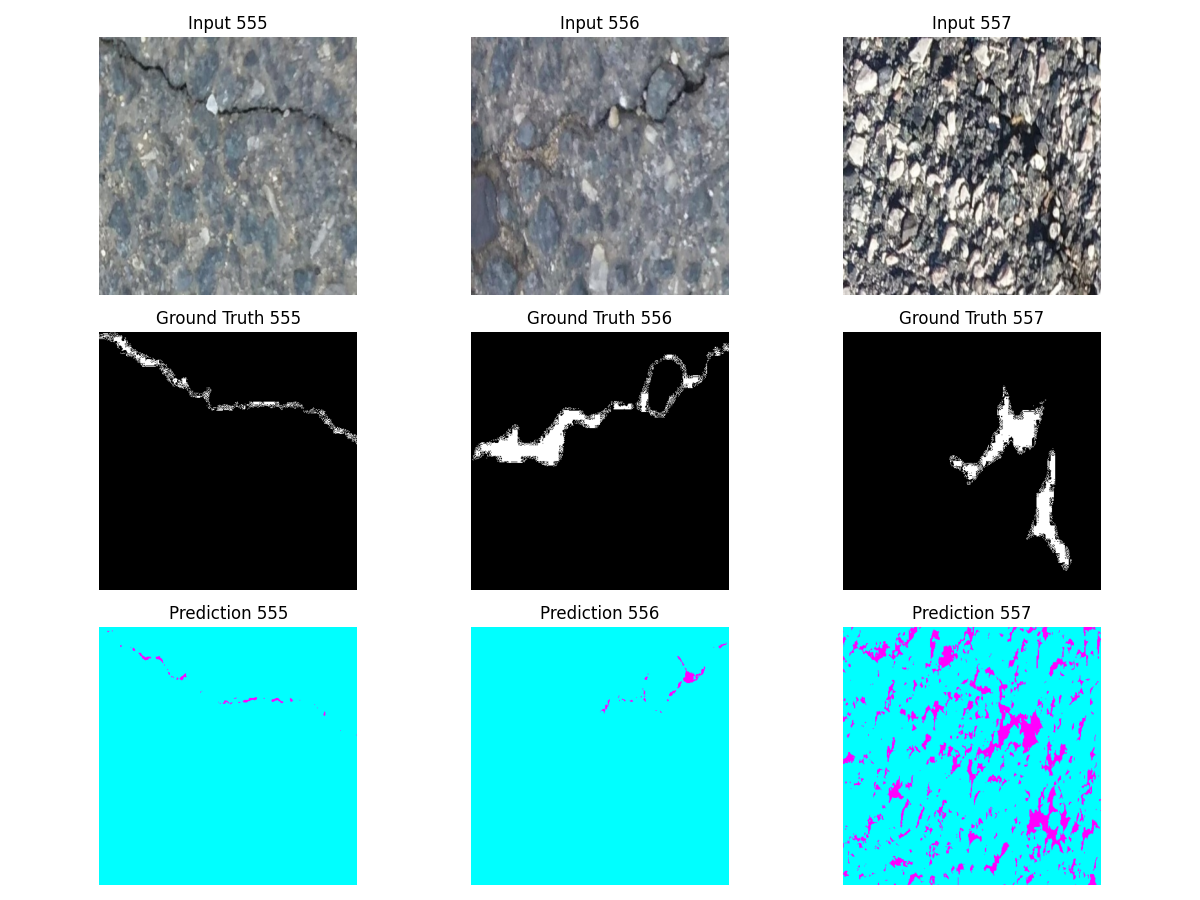 Input 555
Input 556
Input 557
Ground Truth 555
Ground Truth 556
Ground Truth 557
Prediction 555
Prediction 556
Prediction 557